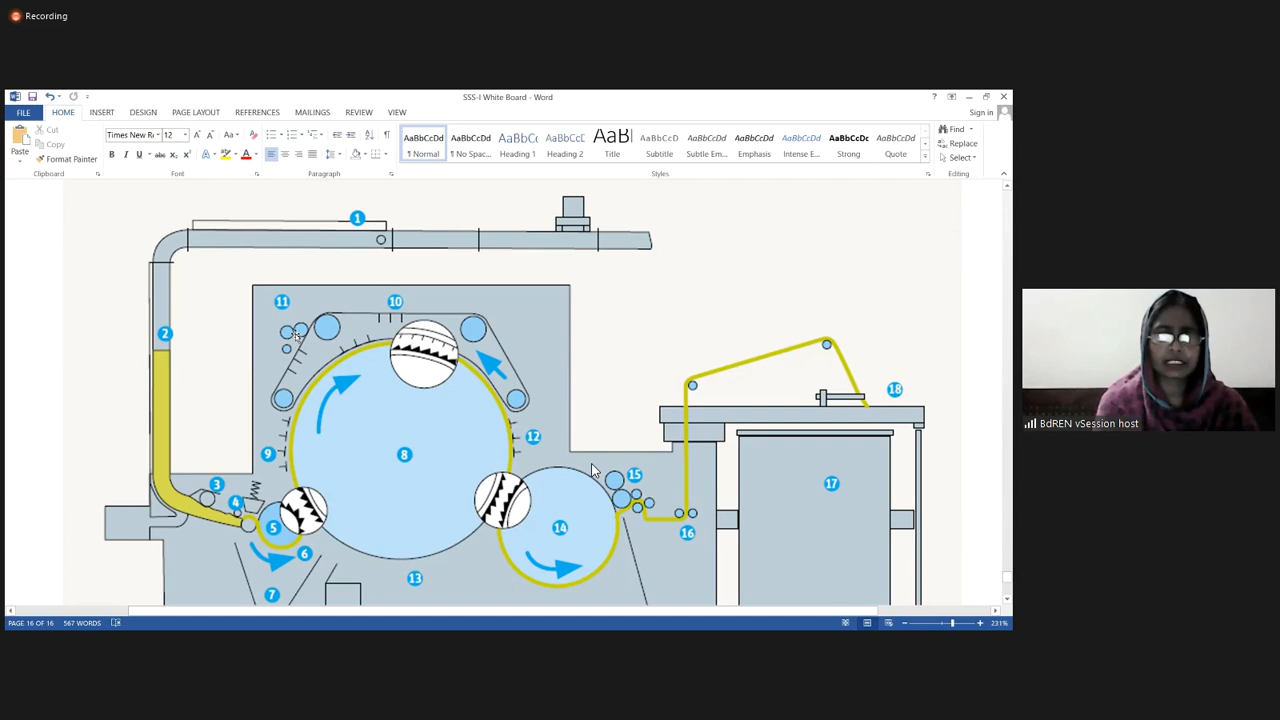 Recording
SSS-I White Board - Word
Sign in
FILE HOME INSERT DESIGN PAGE LAYOUT REFERENCES MAILINGS REVIEW VIEW
Paste
Cut
Copy
Format Painter
Clipboard
Times New Ro 12
Font
Paragraph
AaBbCcDd AaBbCcDd AaBbCc AaBbCcC AaBl AaBbCcD AaBbCcDd AaBbCcDd AaBbCcDd AaBbCcDc AaBbCcDd
¶ Normal ¶ No Spac... Heading 1 Heading 2 Title Subtitle Subtle Em... Emphasis Intense E... Strong Quote
Styles
Find
Replace
Select
Editing
1
11 10
2
18
12
9 8
15
3 17
4
5 14 16
6
13
7
BdREN vSession host
PAGE 16 OF 16 567 WORDS 231%